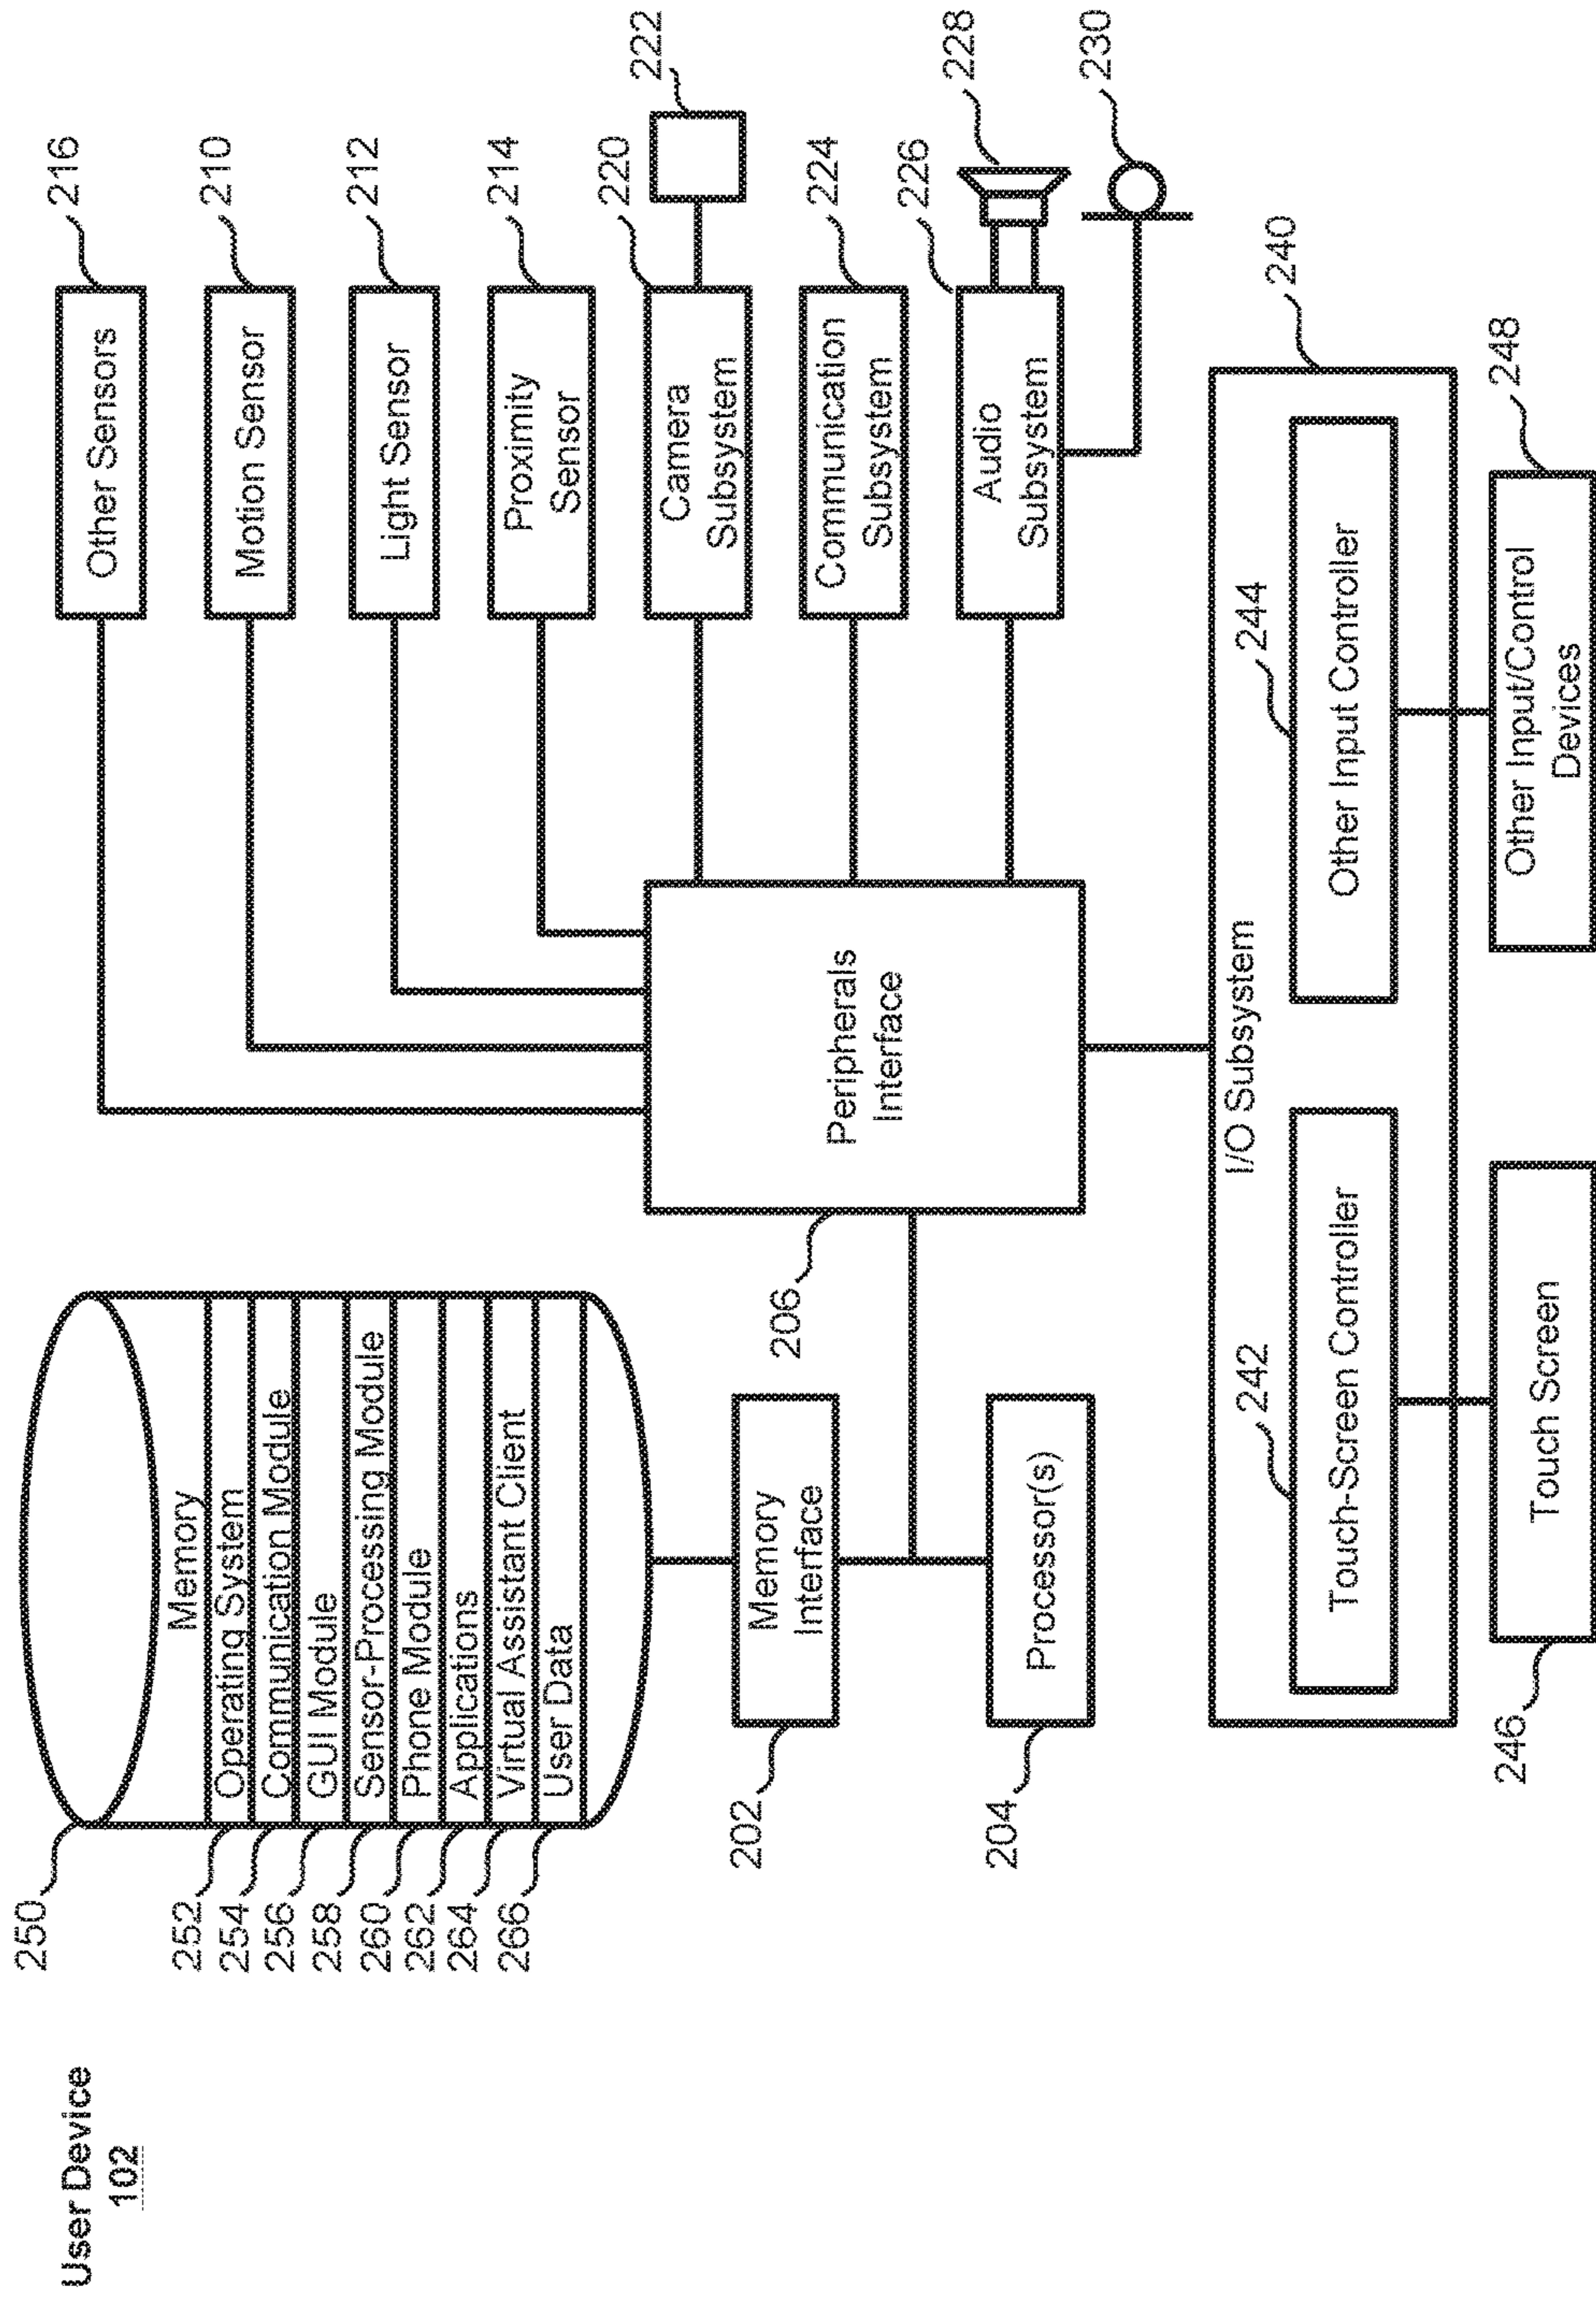 User Device
102
250
Memory
252
Operating System
254
Communication Module
256
GUI Module
258
Sensor-Processing Module
260
Phone Module
262
Applications
264
Virtual Assistant Client
266
User Data
202
Memory
Interface
204
Processor(s)
206
Peripherals
Interface
Other Sensors
216
Motion Sensor
210
Light Sensor
212
Proximity
Sensor
214
Camera
Subsystem
220
222
Communication
Subsystem
224
Audio
Subsystem
226
228
230
I/O Subsystem
240
242
Touch-Screen Controller
244
Other Input Controller
246
Touch Screen
248
Other Input/Control
Devices